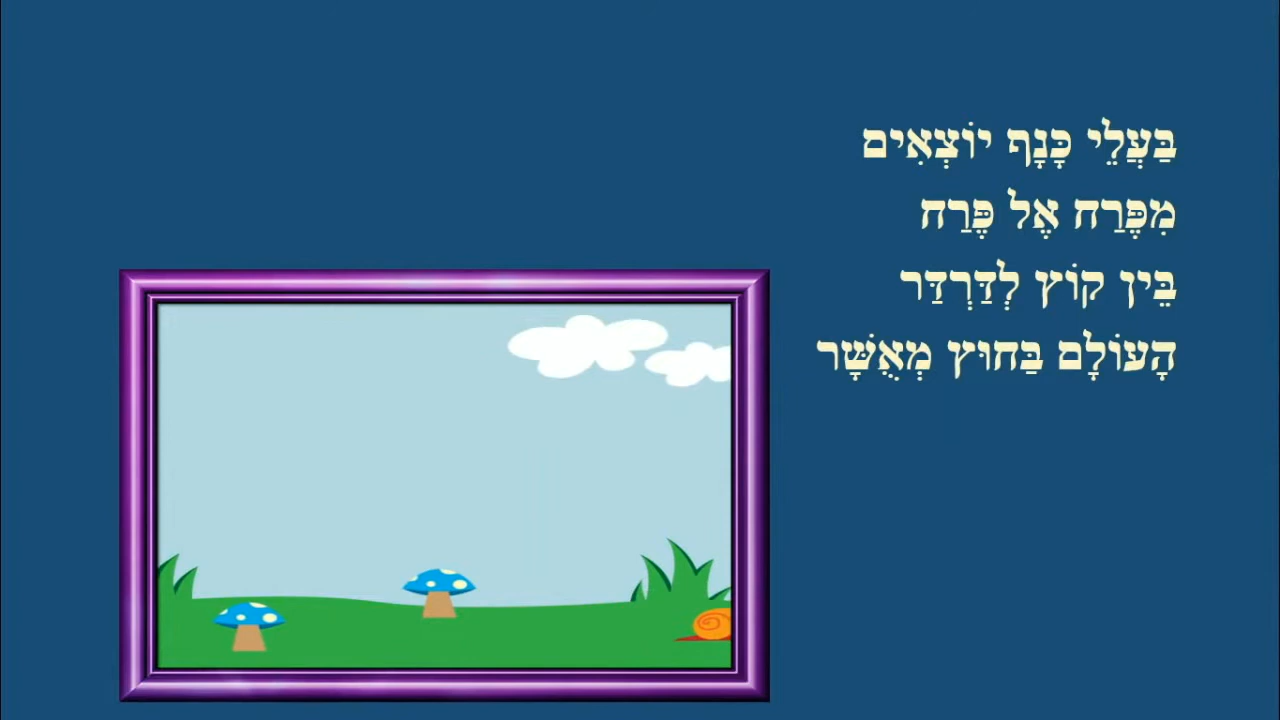 בַּעְלֵי כָּנָף יוֹצְאִים
מִפֶּרַח אֶל פֶּרַח
בֵּין קוֹץ לְדַרְדַּר
הָעוֹלָם בַּחוּץ מְאֻשָּׁר